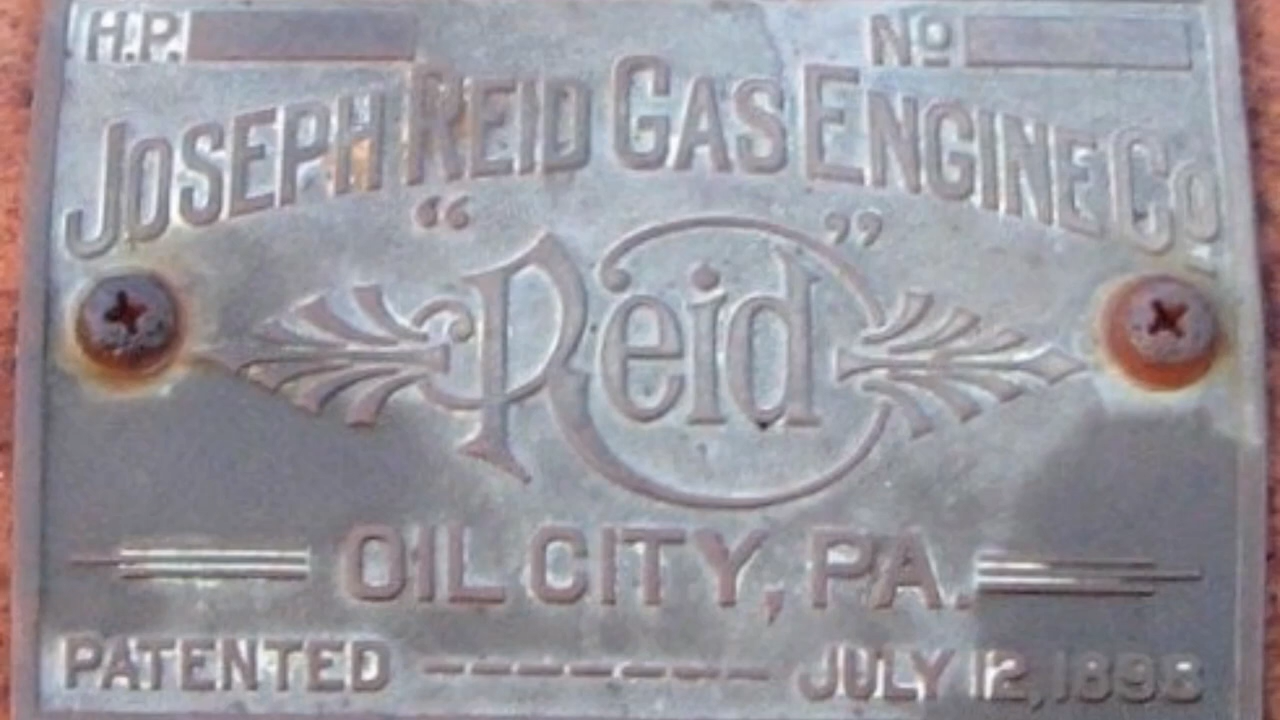 H.P. No
JOSEPH REID GAS ENGINE Co
"Reid"
OIL CITY, PA.
PATENTED ------- JULY 12, 1898